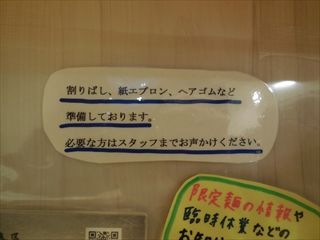 割りばし、紙エプロン、ヘアゴムなど
準備しております。
必要な方はスタッフまでお声かけください。
限定麺の情報や
臨時休業などの